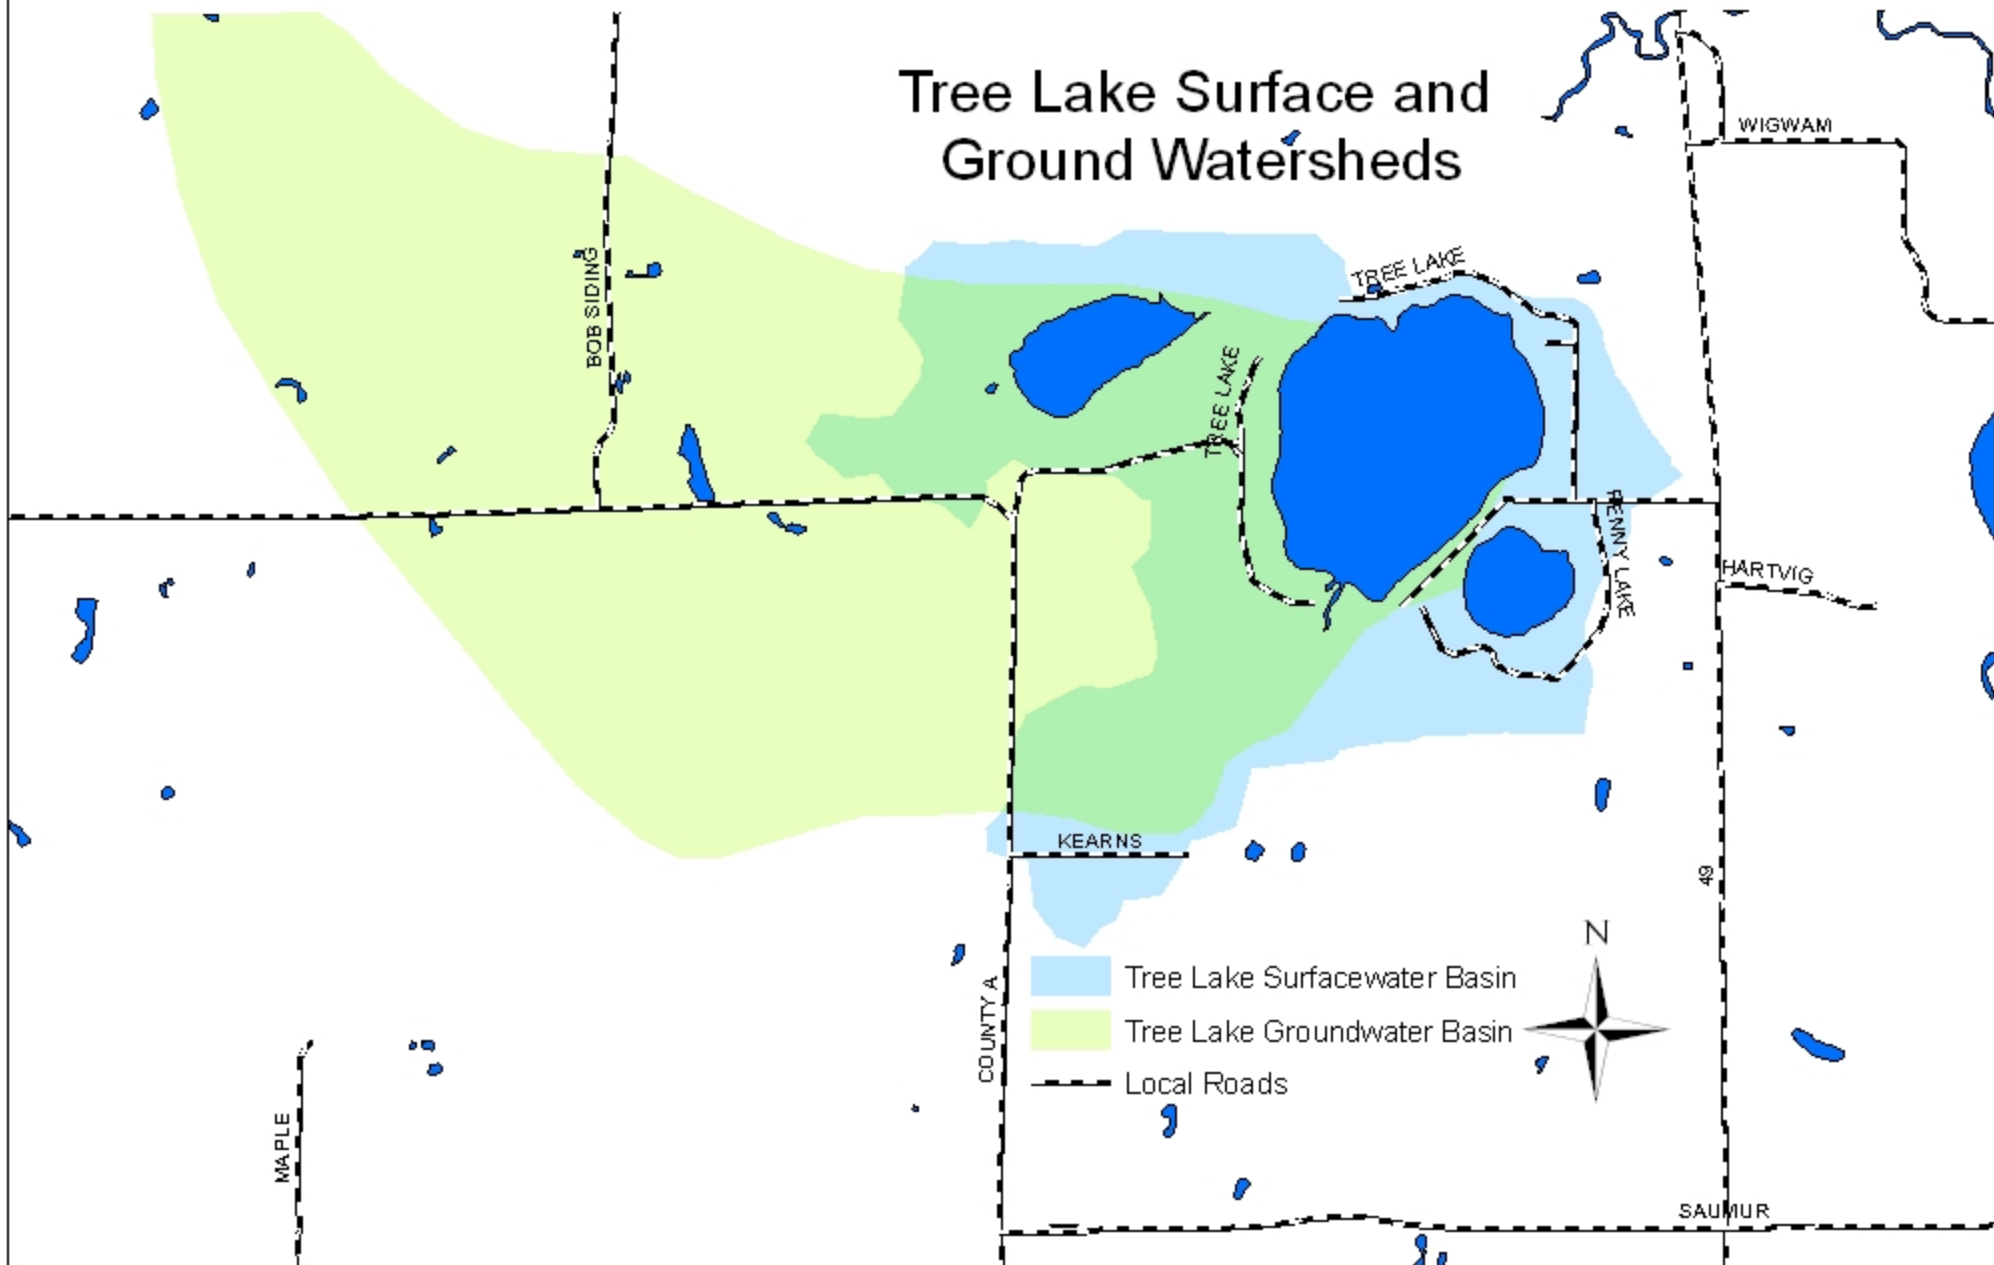 Tree Lake Surface and
Ground Watersheds
WIGWAM
TREE LAKE
BOB SIDING
TREE LAKE
PENNY LAKE
HARTVIG
KEARNS
49
N
Tree Lake Surfacewater Basin
Tree Lake Groundwater Basin
Local Roads
COUNTY A
MAPLE
SAUMUR